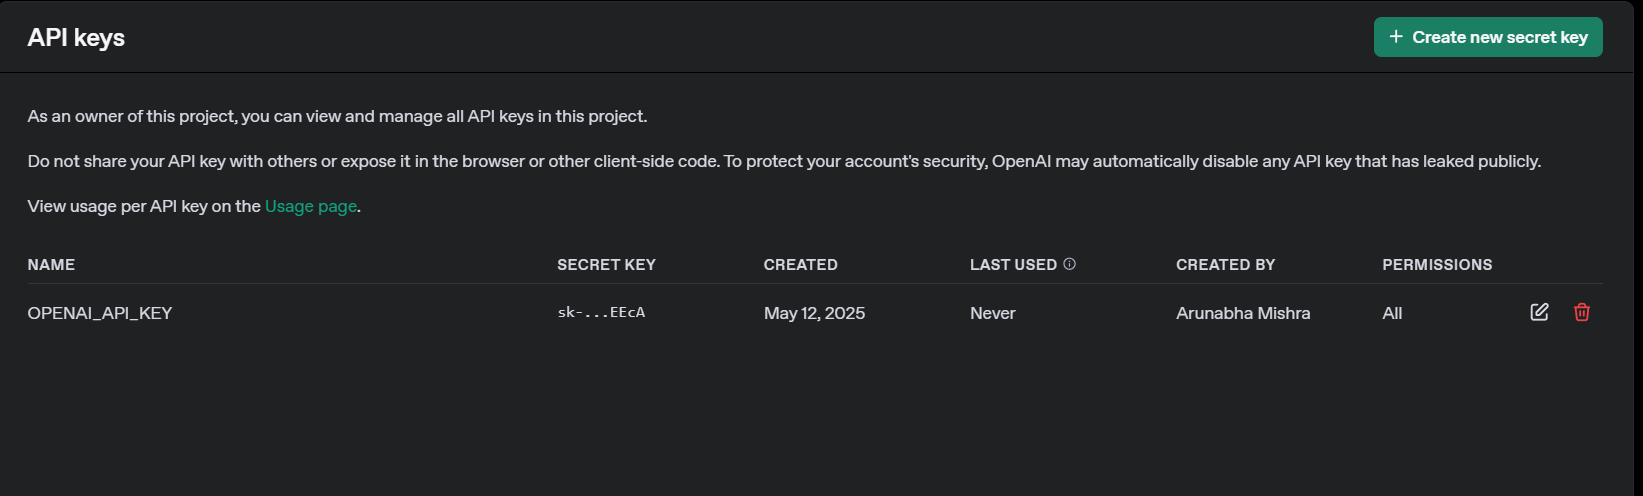 API keys
+ Create new secret key
As an owner of this project, you can view and manage all API keys in this project.
Do not share your API key with others or expose it in the browser or other client-side code. To protect your account's security, OpenAI may automatically disable any API key that has leaked publicly.
View usage per API key on the Usage page.
NAME SECRET KEY CREATED LAST USED CREATED BY PERMISSIONS
OPENAI_API_KEY sk-...EEcA May 12, 2025 Never Arunabha Mishra All